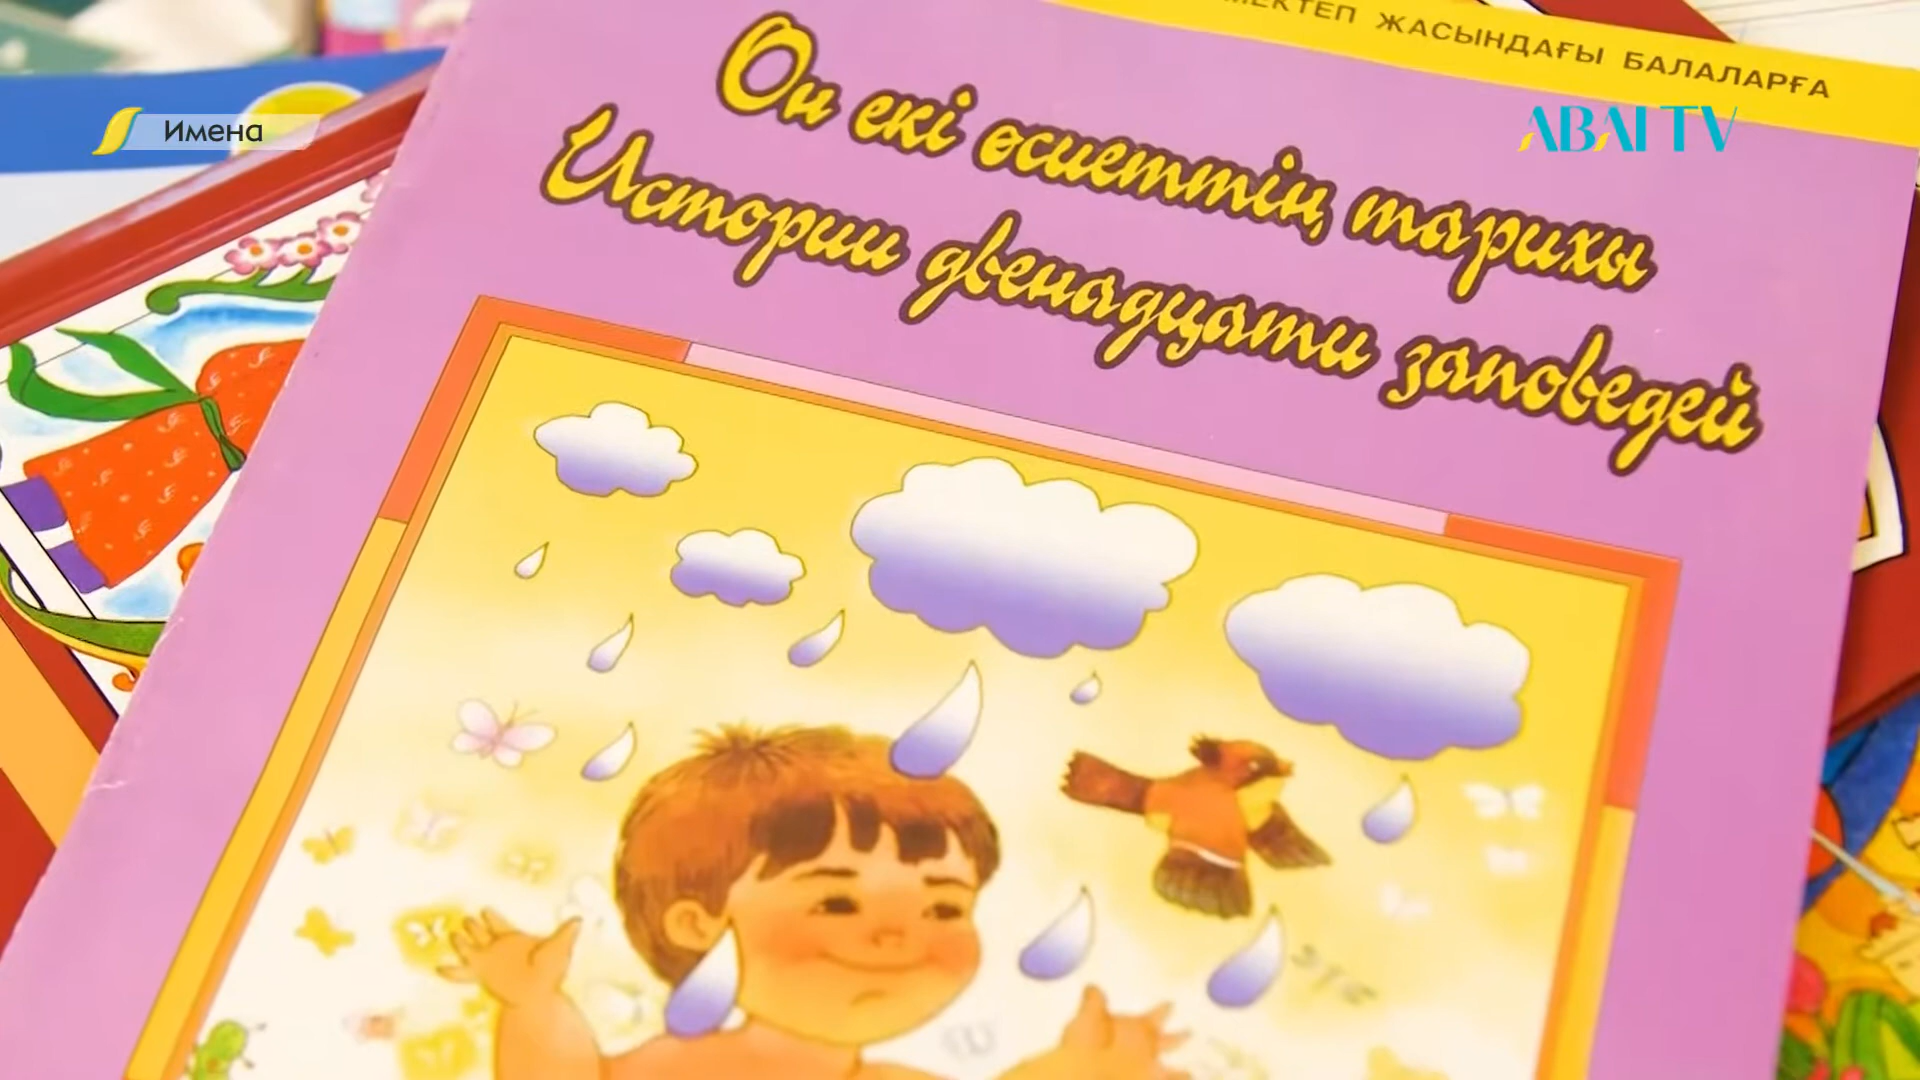 МЕКТЕП ЖАСЫНДАҒЫ БАЛАЛАРҒА
Он екі өсиеттің тарихы
Истории двенадцати заповедей
Имена
ABAI TV